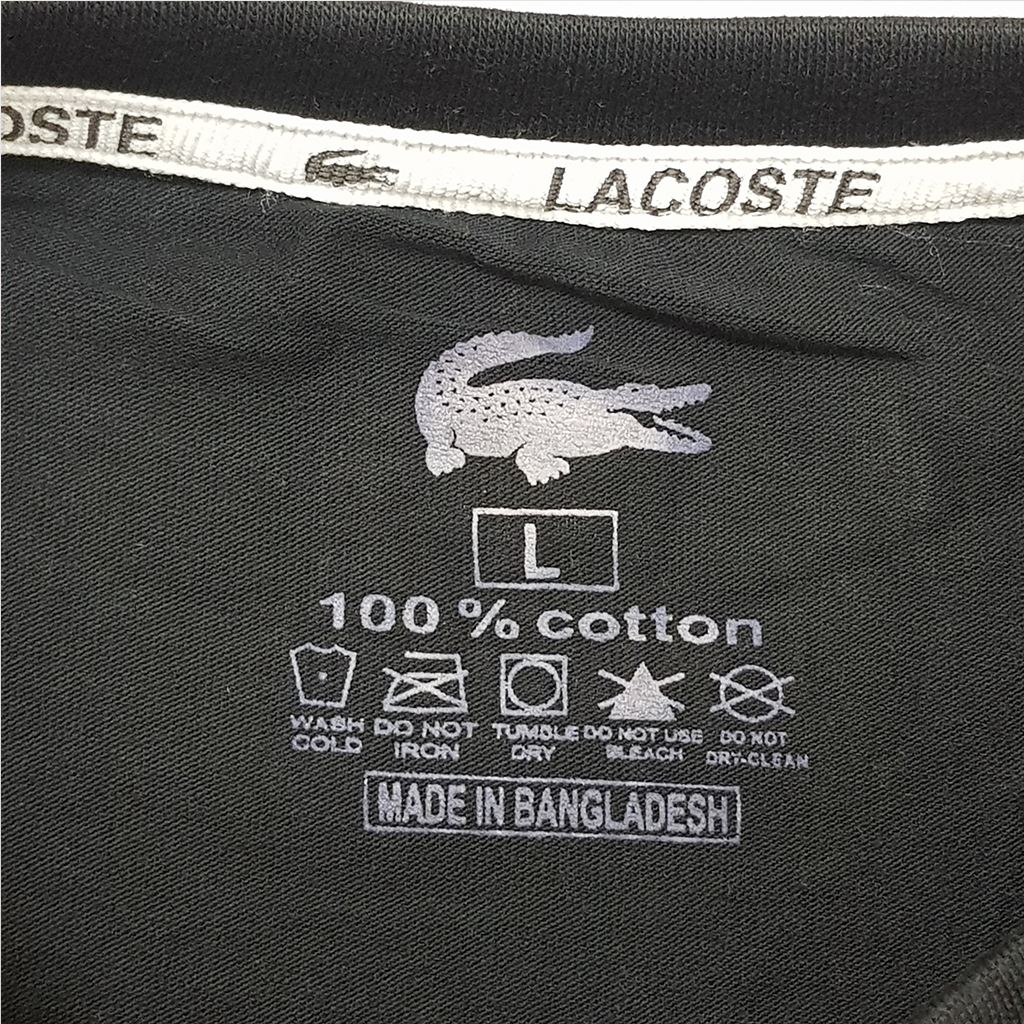 OSTE LACOSTE
L
100 % cotton
WASH COLD
DO NOT IRON
TUMBLE DRY
DO NOT USE BLEACH
DO NOT DRY-CLEAN
MADE IN BANGLADESH